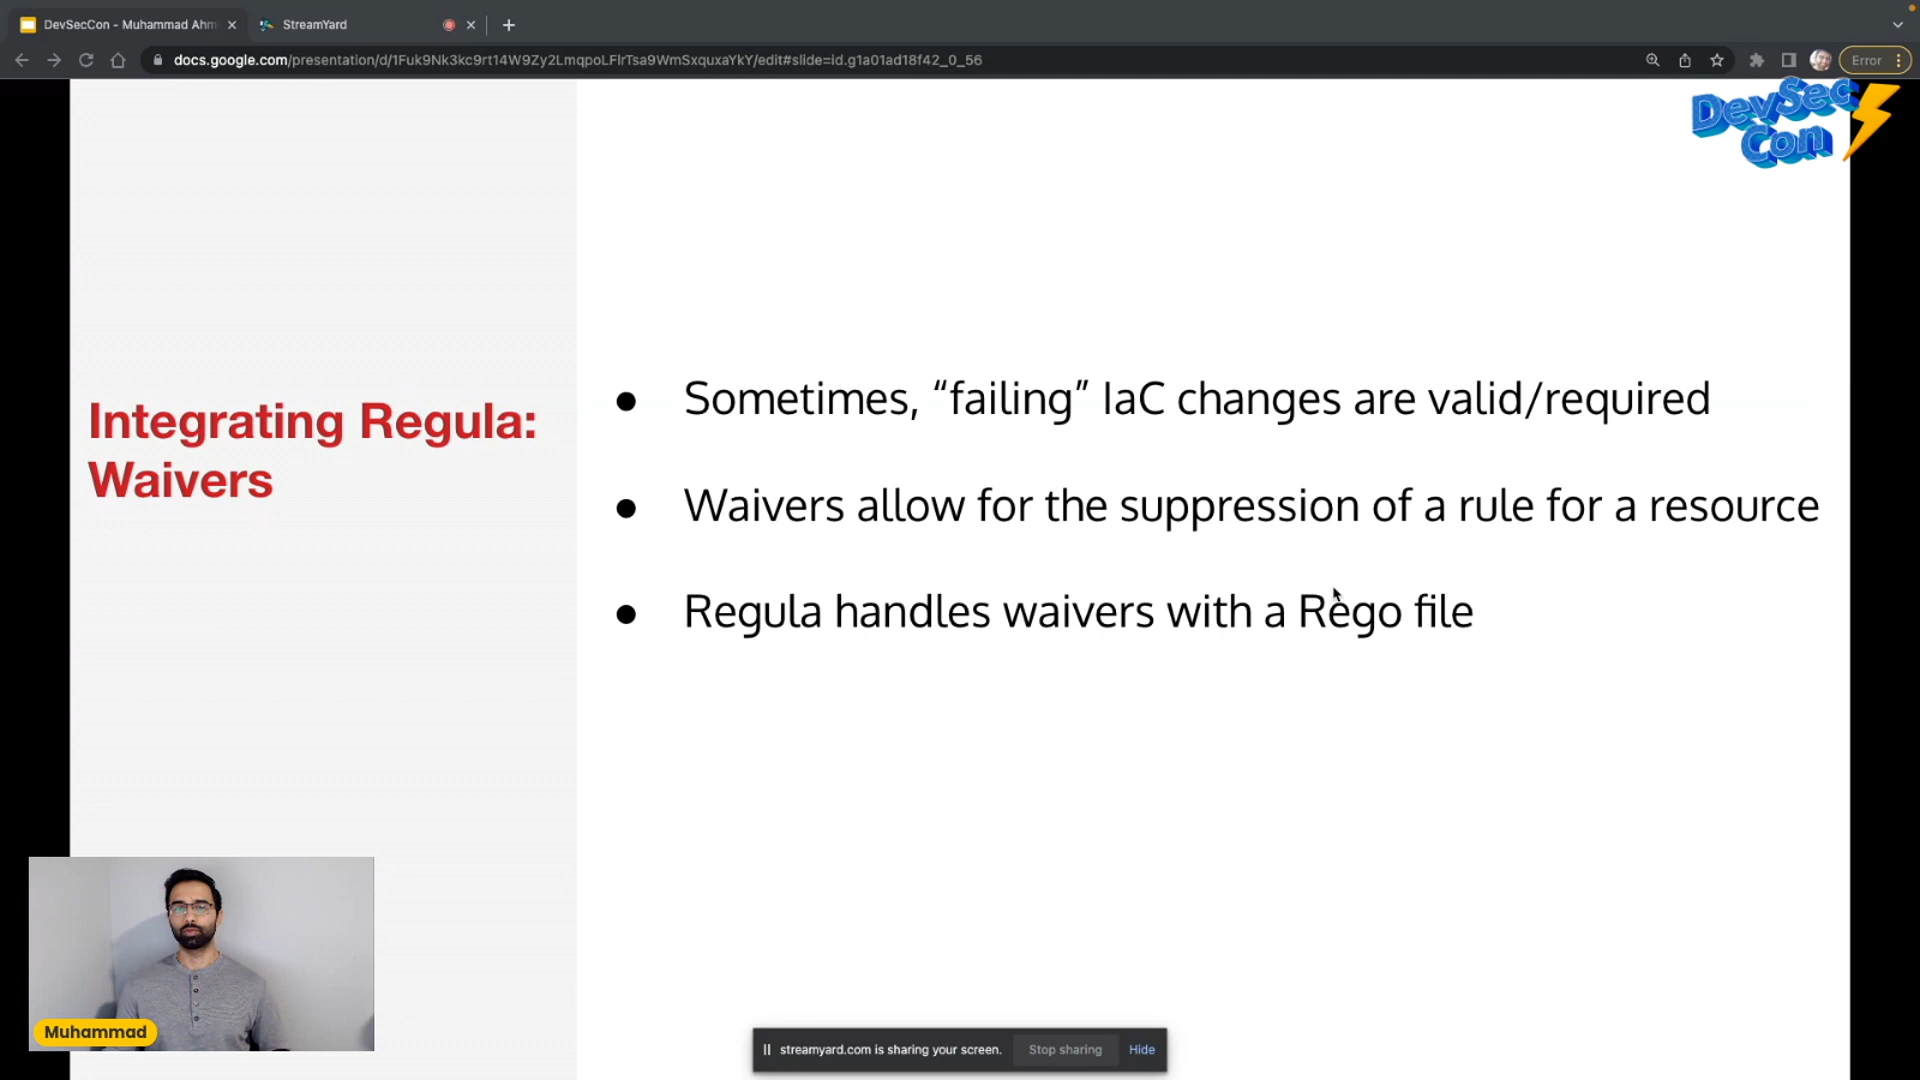 DevSecCon - Muhammad Ahm
StreamYard
docs.google.com/presentation/d/1Fuk9Nk3kc9rt14W9Zy2LmqpoLFIrTsa9WmSxquxaYkY/edit#slide=id.g1a01ad18f42_0_56
Error
DevSec
Con
Integrating Regula:
Waivers
● Sometimes, “failing” IaC changes are valid/required
● Waivers allow for the suppression of a rule for a resource
● Regula handles waivers with a Rego file
Muhammad
streamyard.com is sharing your screen.
Stop sharing
Hide